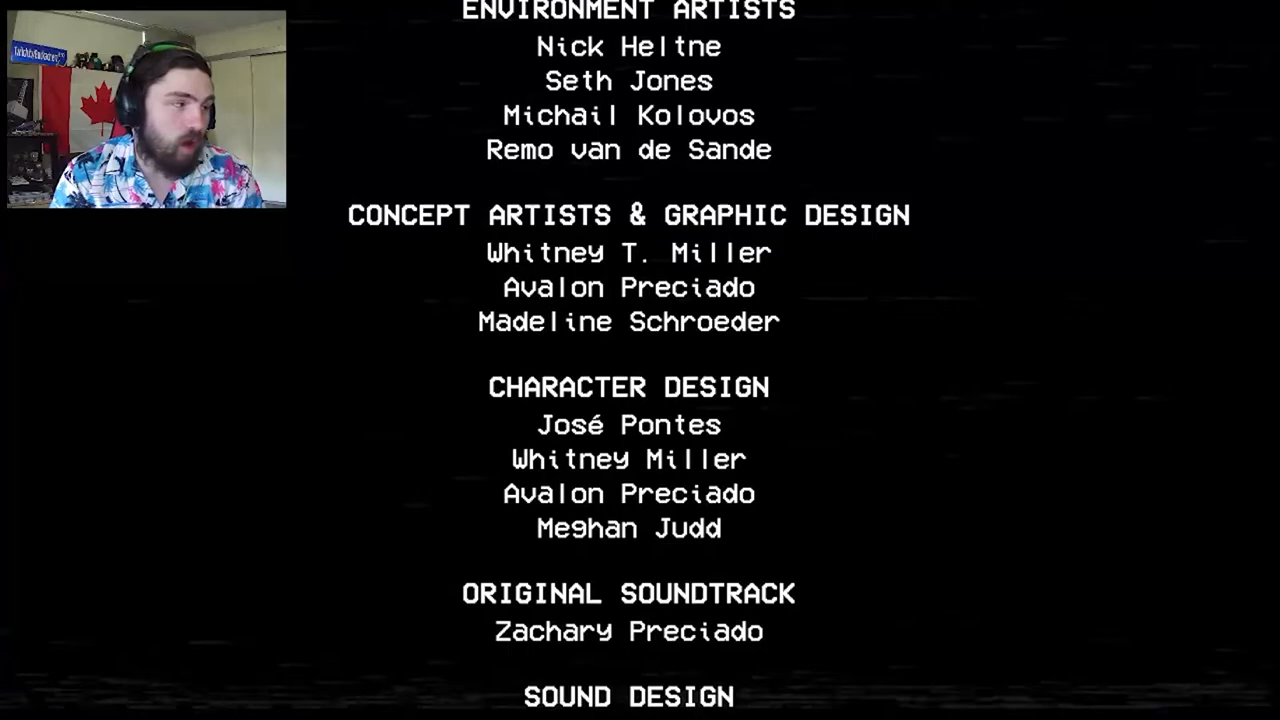 ENVIRONMENT ARTISTS
Nick Heltne
Seth Jones
Michail Kolovos
Remo van de Sande
CONCEPT ARTISTS & GRAPHIC DESIGN
Whitney T. Miller
Avalon Preciado
Madeline Schroeder
CHARACTER DESIGN
José Pontes
Whitney Miller
Avalon Preciado
Meghan Judd
ORIGINAL SOUNDTRACK
Zachary Preciado
SOUND DESIGN